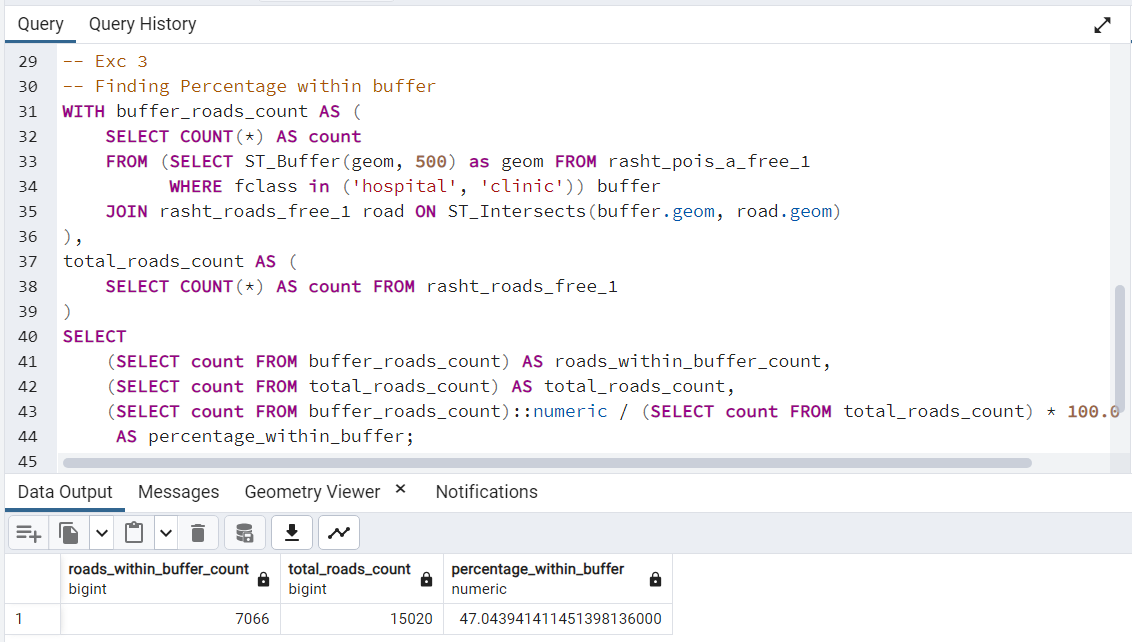 Query Query History
29 -- Exc 3
30 -- Finding Percentage within buffer
31 WITH buffer_roads_count AS (
32 SELECT COUNT(*) AS count
33 FROM (SELECT ST_Buffer(geom, 500) as geom FROM rasht_pois_a_free_1
34 WHERE fclass in ('hospital', 'clinic')) buffer
35 JOIN rasht_roads_free_1 road ON ST_Intersects(buffer.geom, road.geom)
36 ),
37 total_roads_count AS (
38 SELECT COUNT(*) AS count FROM rasht_roads_free_1
39 )
40 SELECT
41 (SELECT count FROM buffer_roads_count) AS roads_within_buffer_count,
42 (SELECT count FROM total_roads_count) AS total_roads_count,
43 (SELECT count FROM buffer_roads_count)::numeric / (SELECT count FROM total_roads_count) * 100.0
44 AS percentage_within_buffer;
45
Data Output Messages Geometry Viewer × Notifications
roads_within_buffer_count total_roads_count percentage_within_buffer
bigint bigint numeric
1 7066 15020 47.043941411451398136000